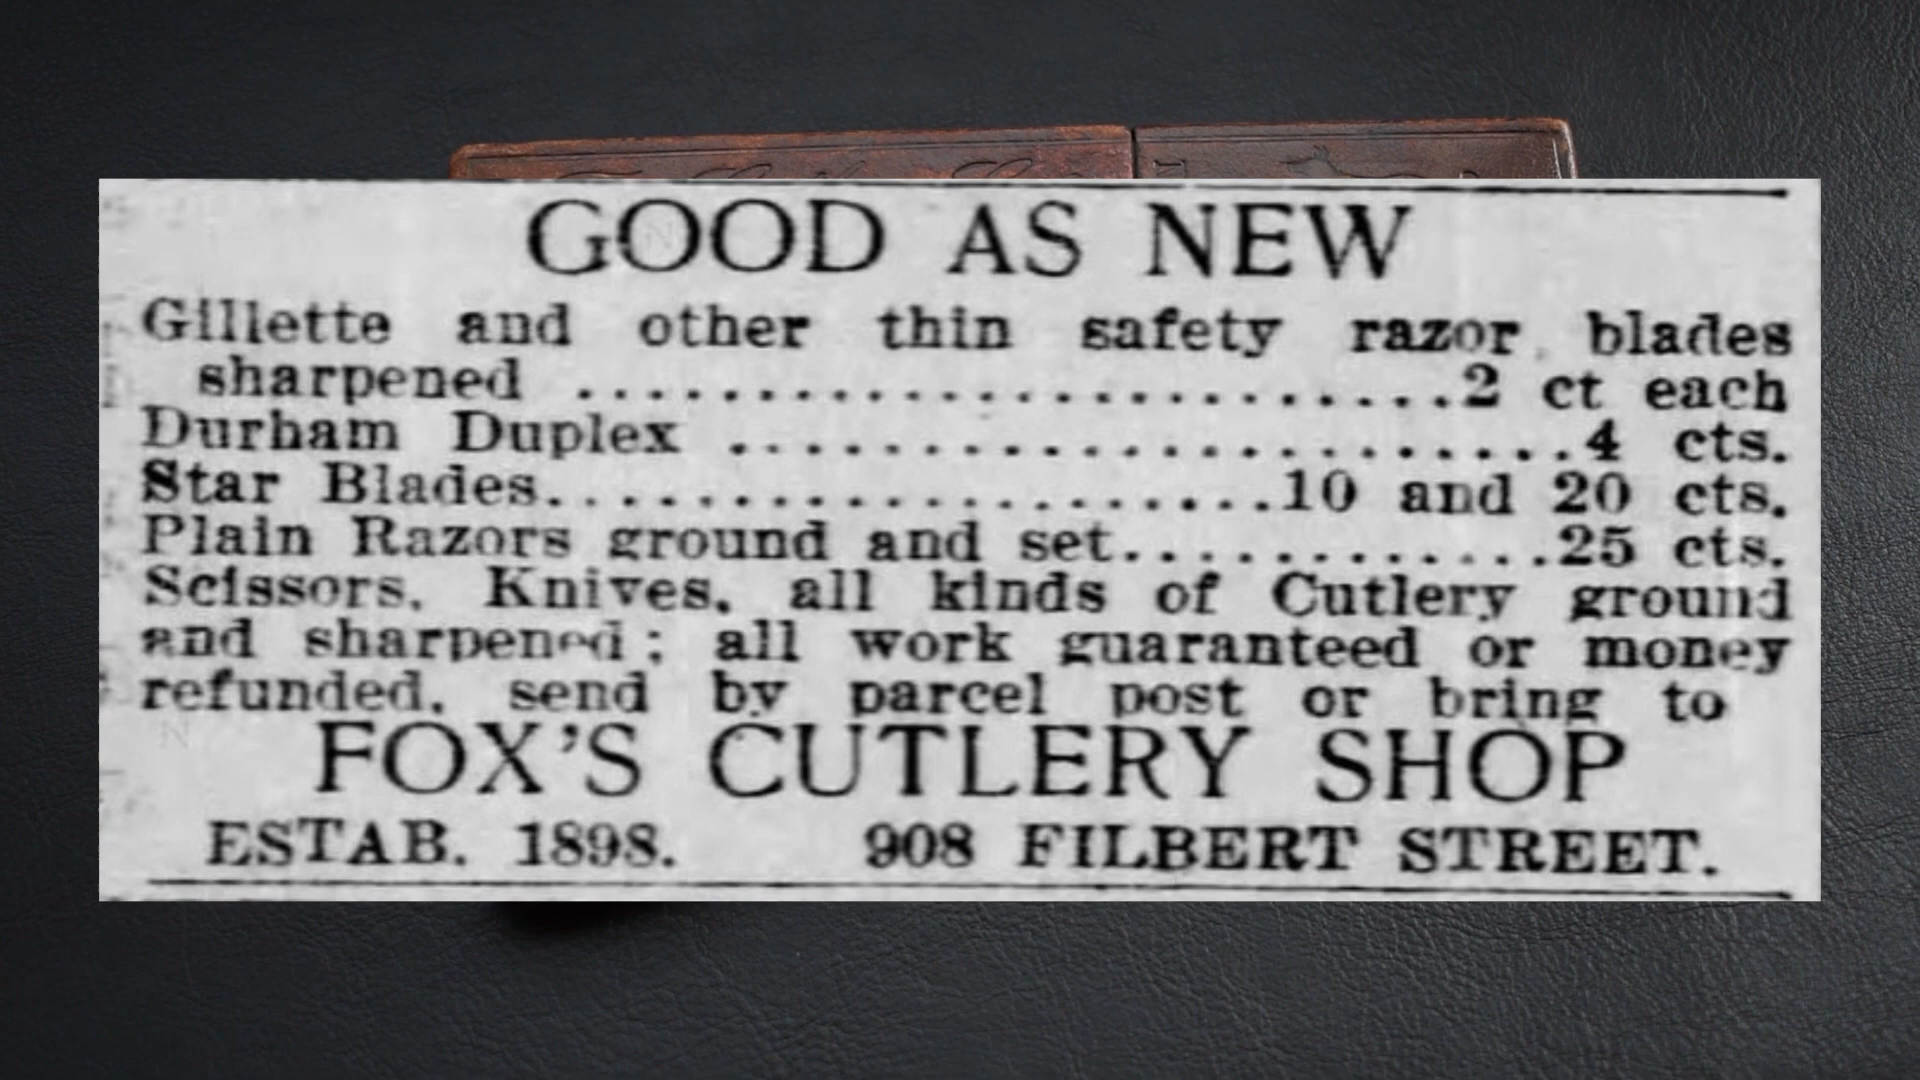 GOOD AS NEW
Gillette and other thin safety razor blades
sharpened ........................2 ct each
Durham Duplex .......................4 cts.
Star Blades....................10 and 20 cts.
Plain Razors ground and set............25 cts.
Scissors, Knives, all kinds of Cutlery ground
and sharpened; all work guaranteed or money
refunded, send by parcel post or bring to
FOX'S CUTLERY SHOP
ESTAB. 1898. 908 FILBERT STREET.